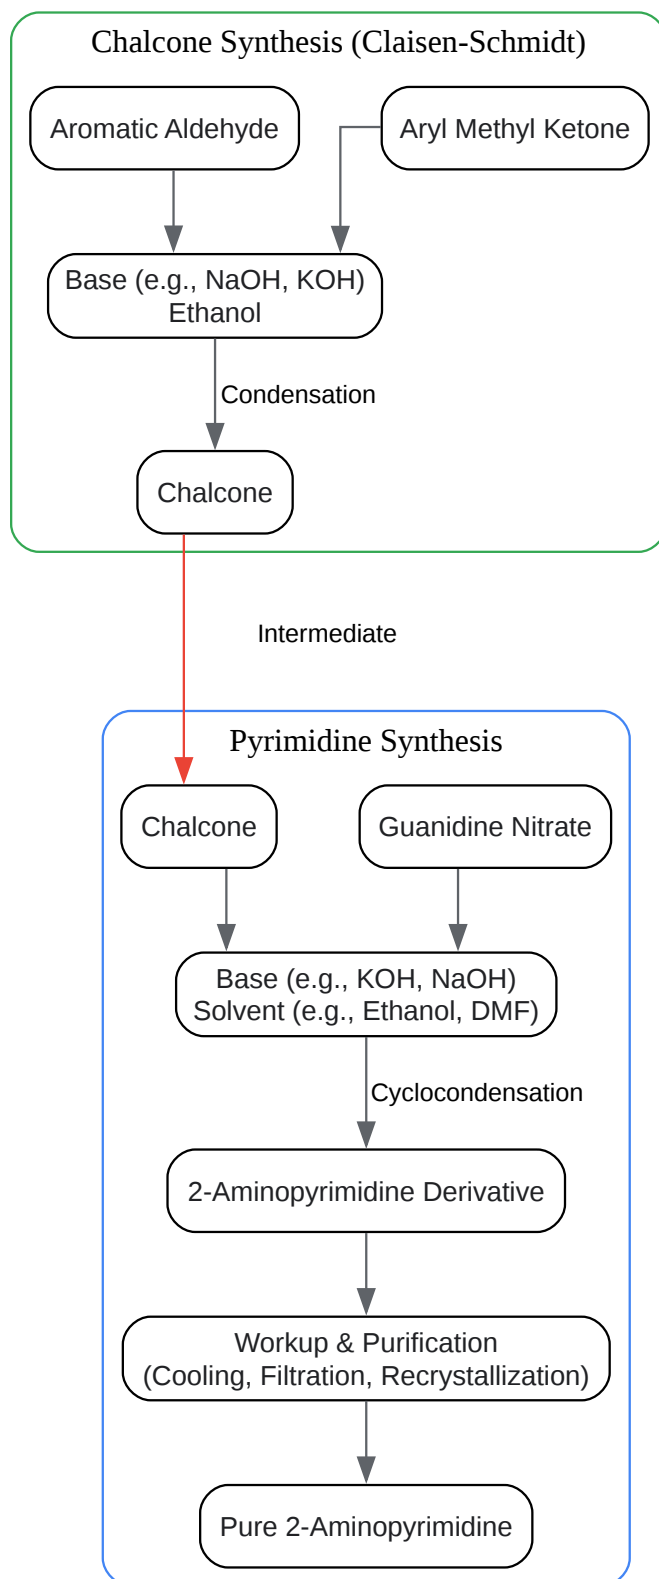 Chalcone Synthesis (Claisen-Schmidt)
Aromatic Aldehyde
Aryl Methyl Ketone
Base (e.g., NaOH, KOH)
Ethanol
Condensation
Chalcone
Intermediate
Pyrimidine Synthesis
Chalcone
Guanidine Nitrate
Base (e.g., KOH, NaOH)
Solvent (e.g., Ethanol, DMF)
Cyclocondensation
2-Aminopyrimidine Derivative
Workup & Purification
(Cooling, Filtration, Recrystallization)
Pure 2-Aminopyrimidine